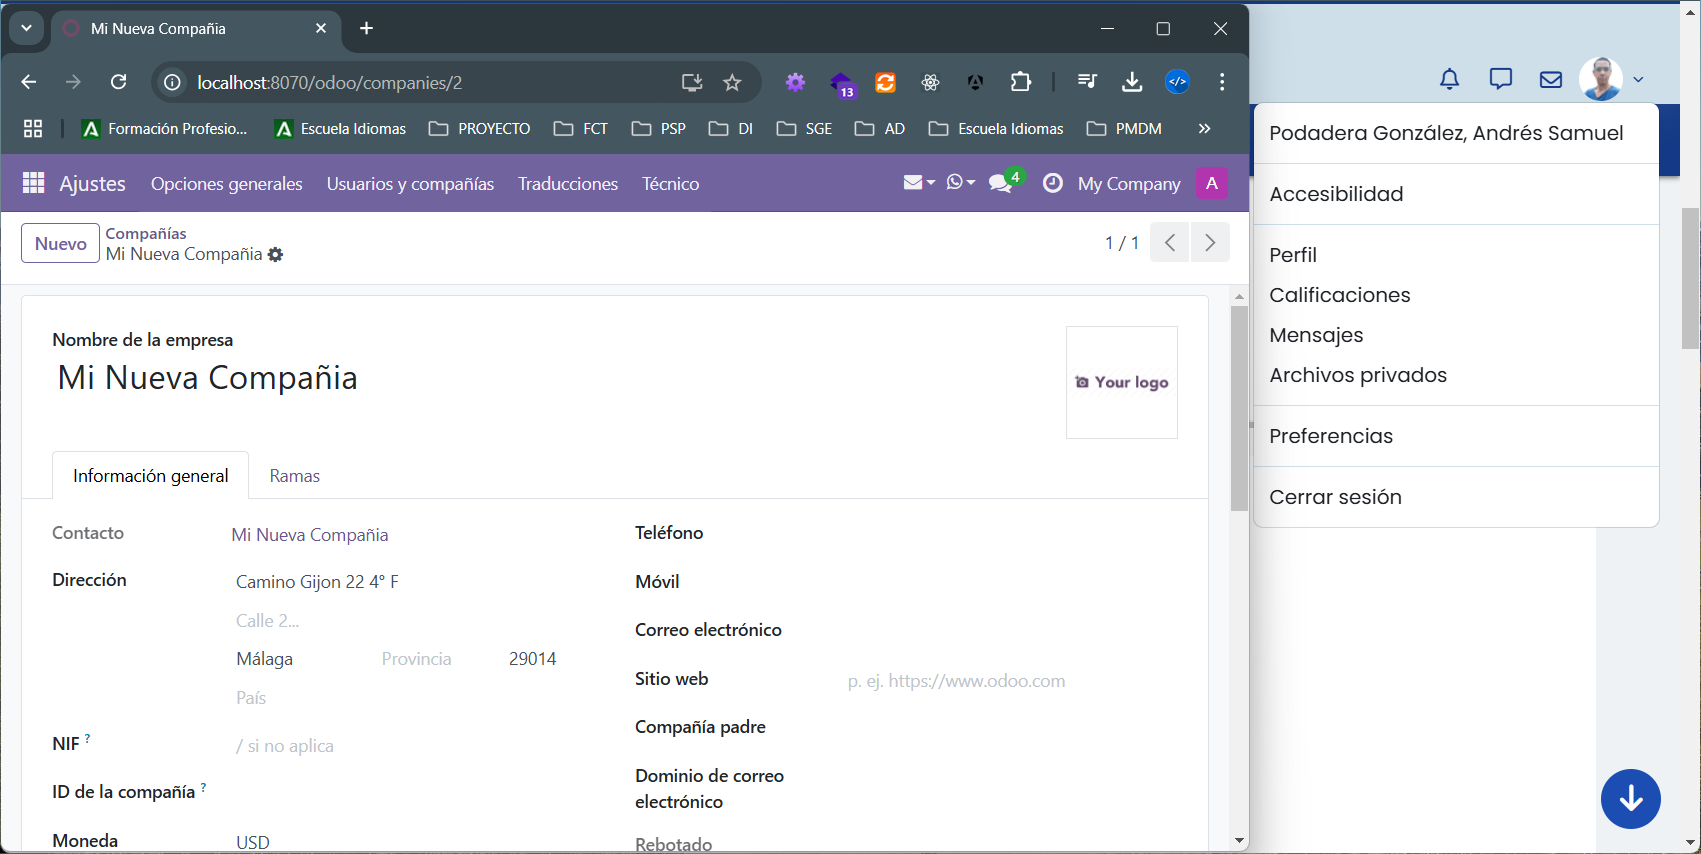 Mi Nueva Compañia
localhost:8070/odoo/companies/2
13
</>
Formación Profesio...
Escuela Idiomas
PROYECTO
FCT
PSP
DI
SGE
AD
Escuela Idiomas
PMDM
»
Ajustes
Opciones generales
Usuarios y compañías
Traducciones
Técnico
4
My Company
A
Nuevo
Compañías
Mi Nueva Compañia
1 / 1
Nombre de la empresa
Mi Nueva Compañia
Your logo
Información general
Ramas
Contacto
Mi Nueva Compañia
Dirección
Camino Gijon 22 4° F
Calle 2...
Málaga
Provincia
29014
País
NIF ?
/ si no aplica
ID de la compañía ?
Moneda
USD
Teléfono
Móvil
Correo electrónico
Sitio web
p. ej. https://www.odoo.com
Compañía padre
Dominio de correo
electrónico
Rebotado
Podadera González, Andrés Samuel
Accesibilidad
Perfil
Calificaciones
Mensajes
Archivos privados
Preferencias
Cerrar sesión